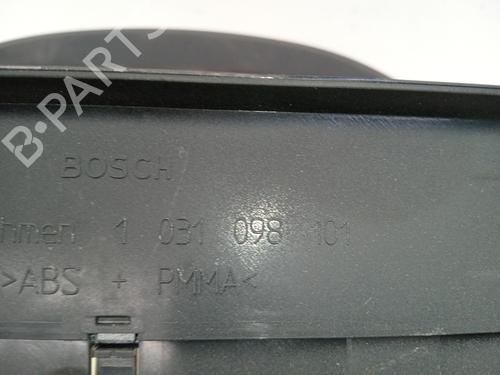 B-PARTS
BOSCH
hmen 1 031 098 101
>ABS + PMMA<